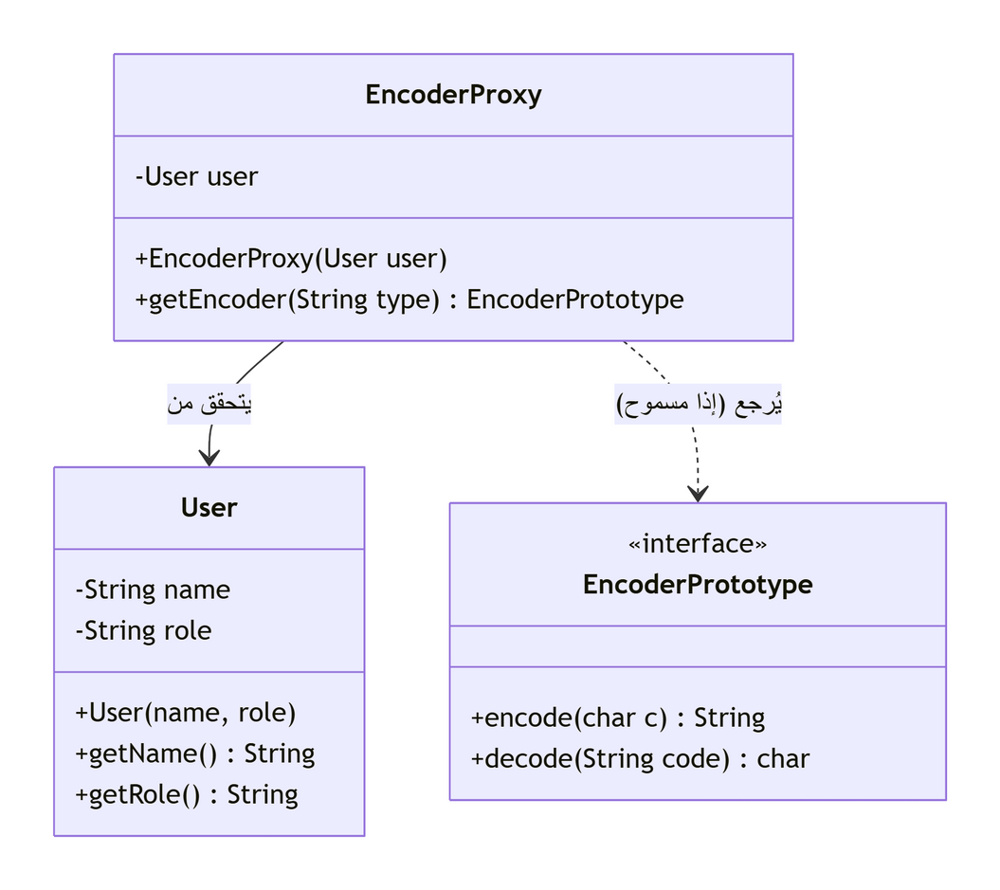 EncoderProxy
-User user
+EncoderProxy(User user)
+getEncoder(String type) : EncoderPrototype
يتحقق من
يُرجع (إذا مسموح)
User
-String name
-String role
+User(name, role)
+getName() : String
+getRole() : String
«interface»
EncoderPrototype
+encode(char c) : String
+decode(String code) : char